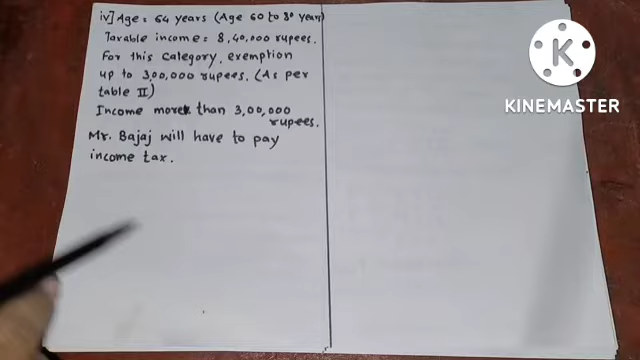 iv] Age = 64 years (Age 60 to 80 year)
Taxable income = 8,40,000 rupees.
For this category, exemption
up to 3,00,000 rupees. (As per
table II)
Income more than 3,00,000
rupees.
Mr. Bajaj will have to pay
income tax.
K
KINEMASTER